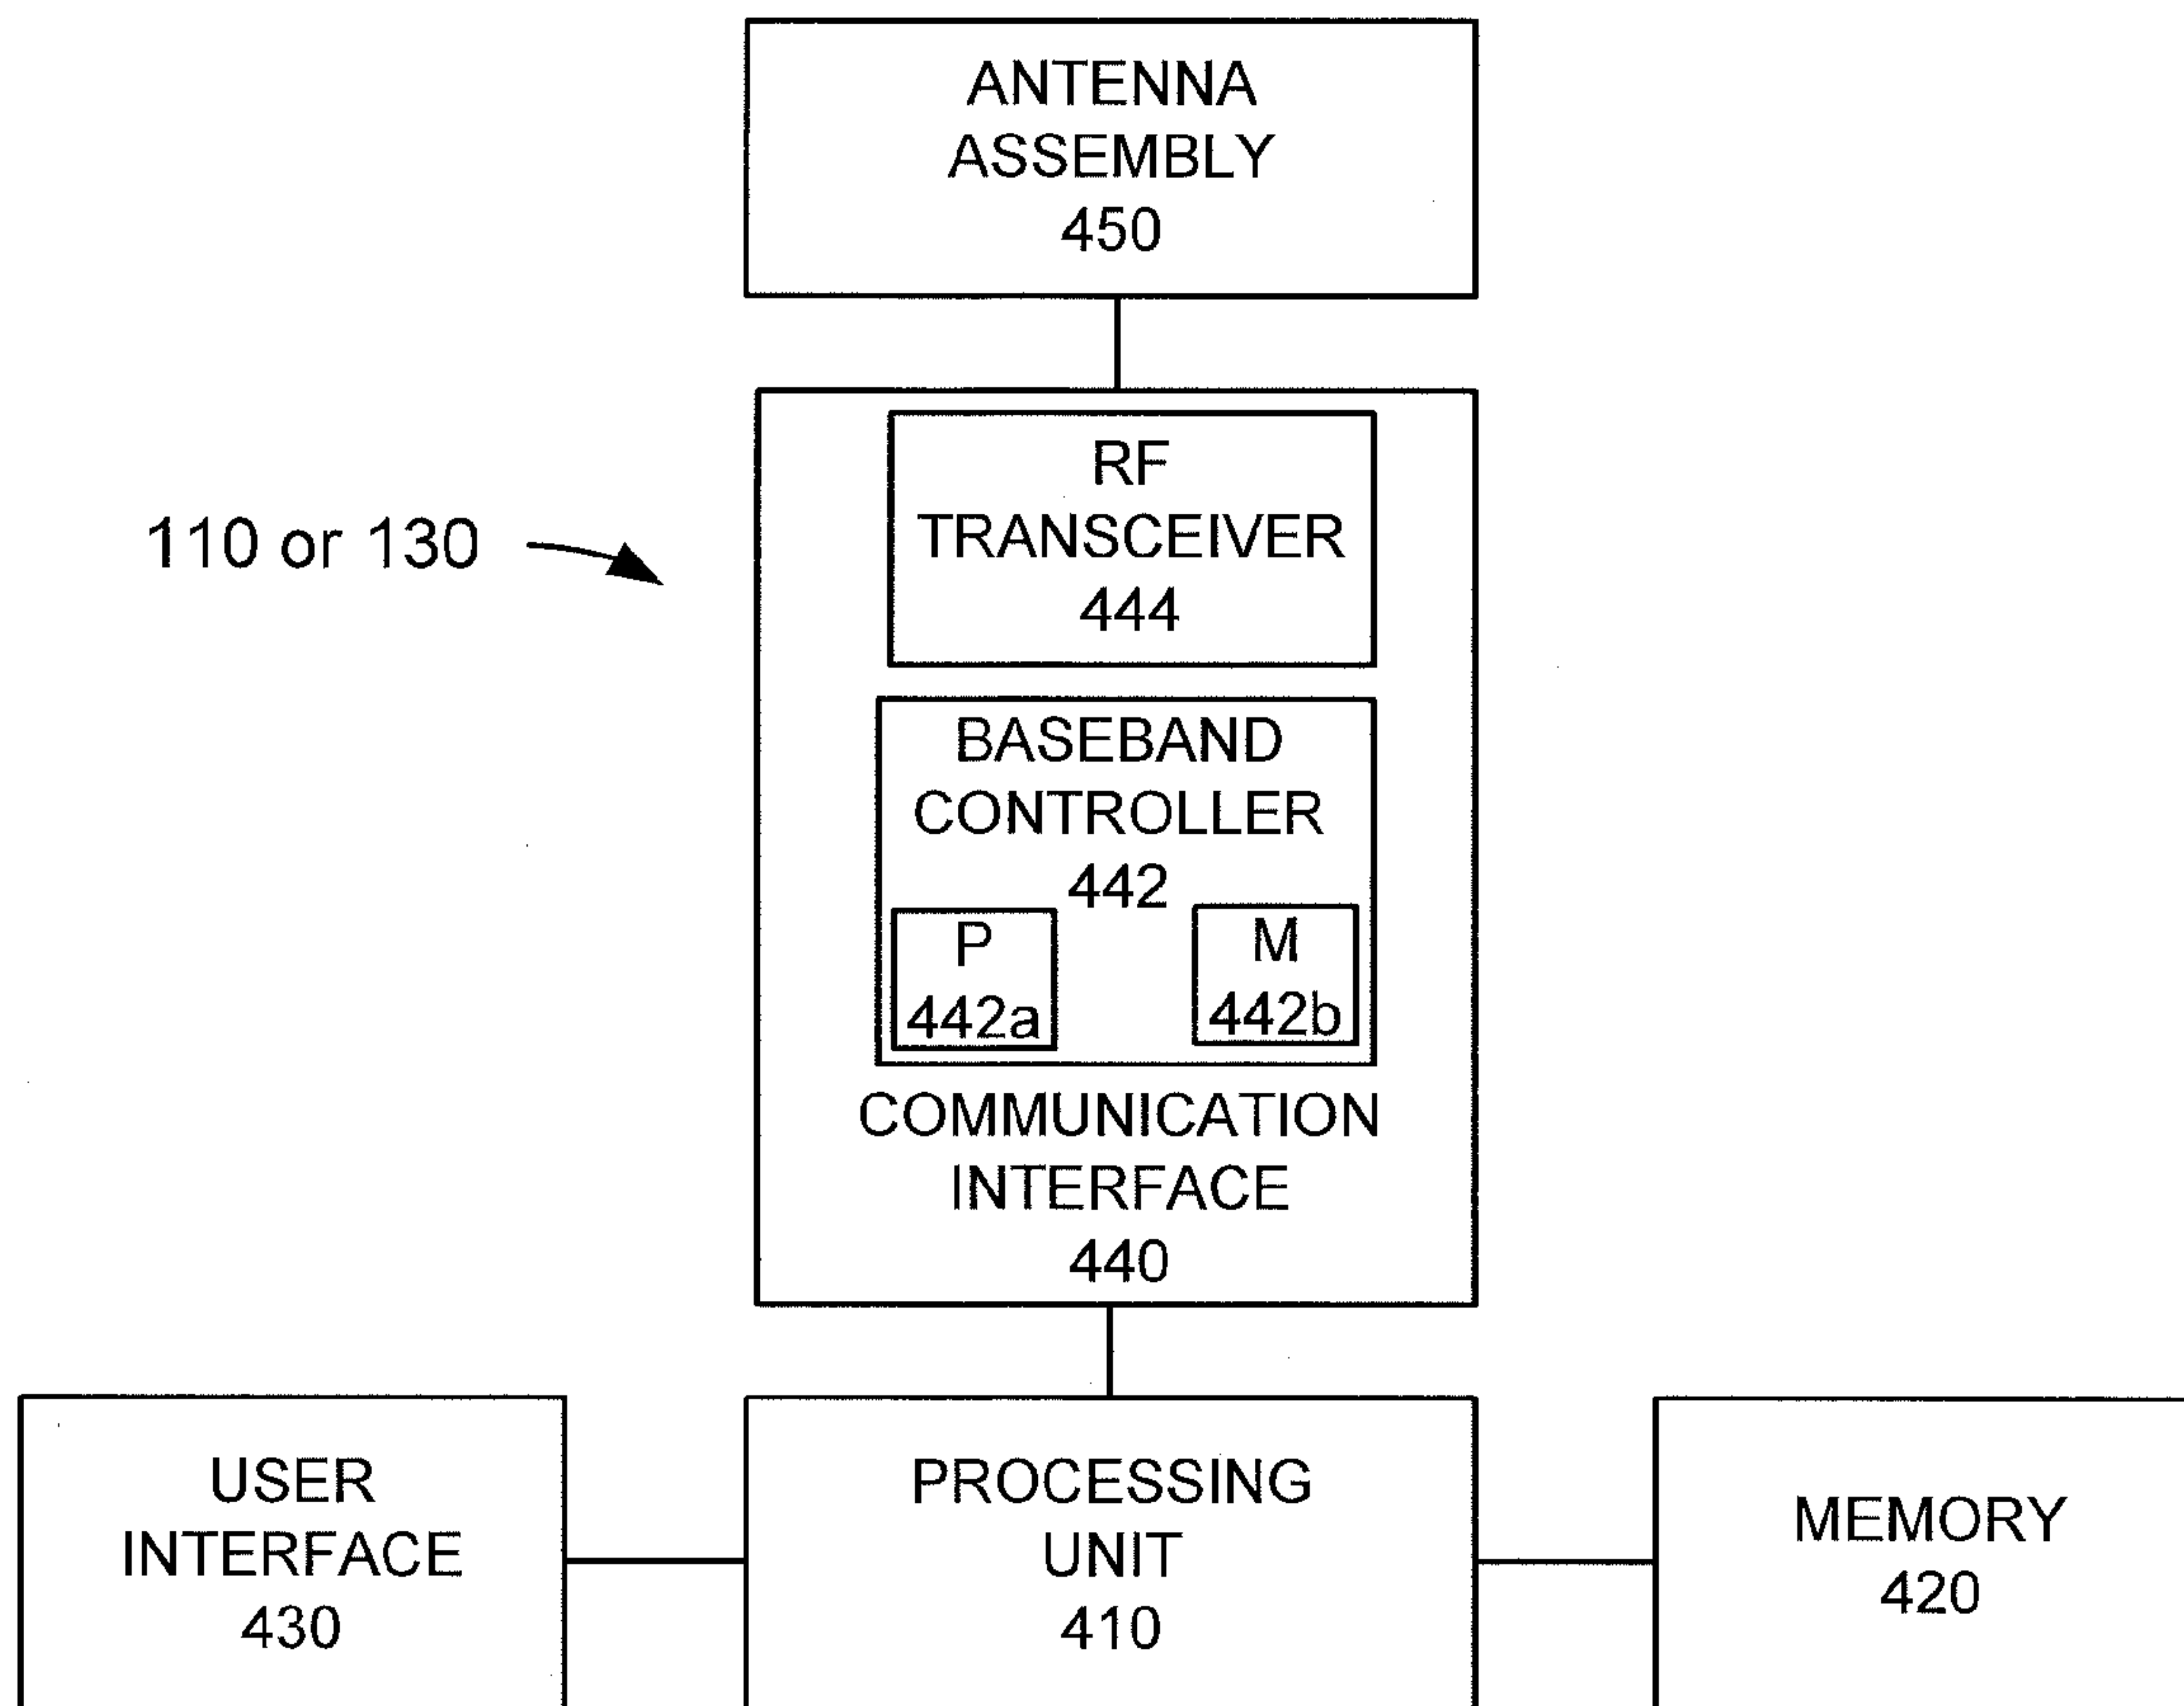 ANTENNA
ASSEMBLY
450
110 or 130
RF
TRANSCEIVER
444
BASEBAND
CONTROLLER
442
P
442a
M
442b
COMMUNICATION
INTERFACE
440
USER
INTERFACE
430
PROCESSING
UNIT
410
MEMORY
420